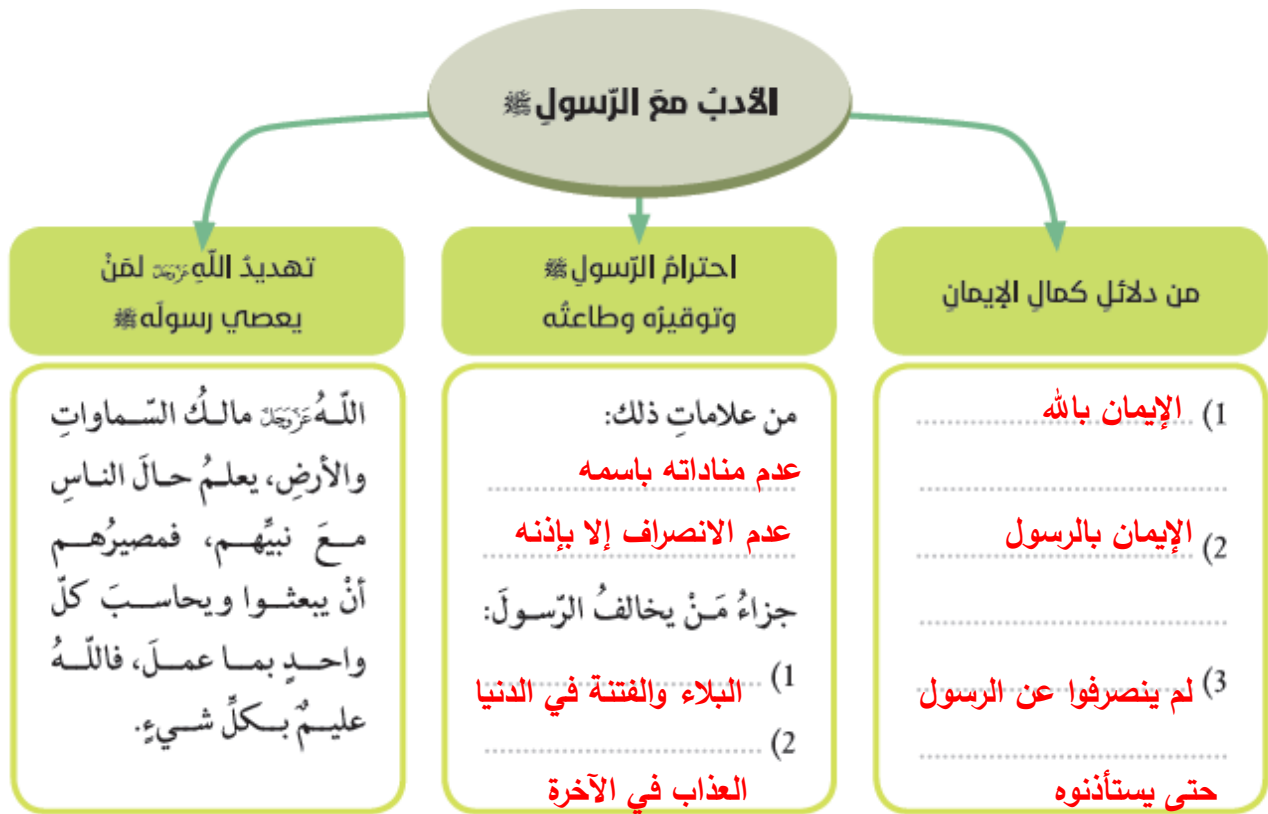 الأدبُ معَ الرّسولِ ﷺ
من دلائلِ كمالِ الإيمانِ
1) الإيمان بالله
2) الإيمان بالرسول
3) لم ينصرفوا عن الرسول
حتى يستأذنوه
احترامُ الرّسولِ ﷺ
وتوقيرُه وطاعتُه
من علاماتِ ذلك:
عدم مناداته باسمه
عدم الانصراف إلا بإذنه
جزاءُ مَنْ يخالفُ الرّسولَ:
1) البلاء والفتنة في الدنيا
2)
العذاب في الآخرة
تهديدُ اللّهِ عَزَّوَجَلَّ لمَنْ
يعصي رسولَه ﷺ
اللّهُ عَزَّوَجَلَّ مالكُ السّماواتِ
والأرضِ، يعلمُ حالَ الناسِ
معَ نبيِّهم، فمصيرُهم
أنْ يبعثوا ويحاسبَ كلّ
واحدٍ بما عملَ، فاللّهُ
عليمٌ بكلِّ شيءٍ.